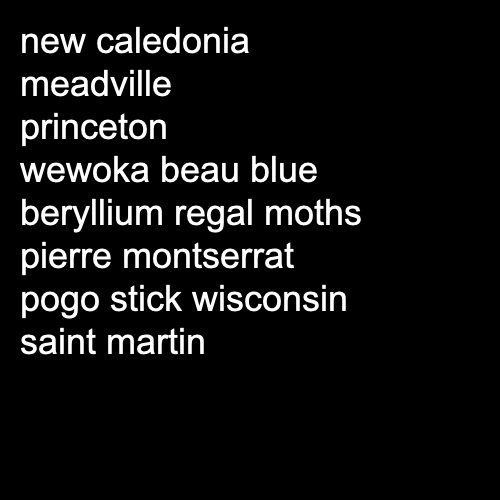 new caledonia
meadville
princeton
wewoka beau blue
beryllium regal moths
pierre montserrat
pogo stick wisconsin
saint martin